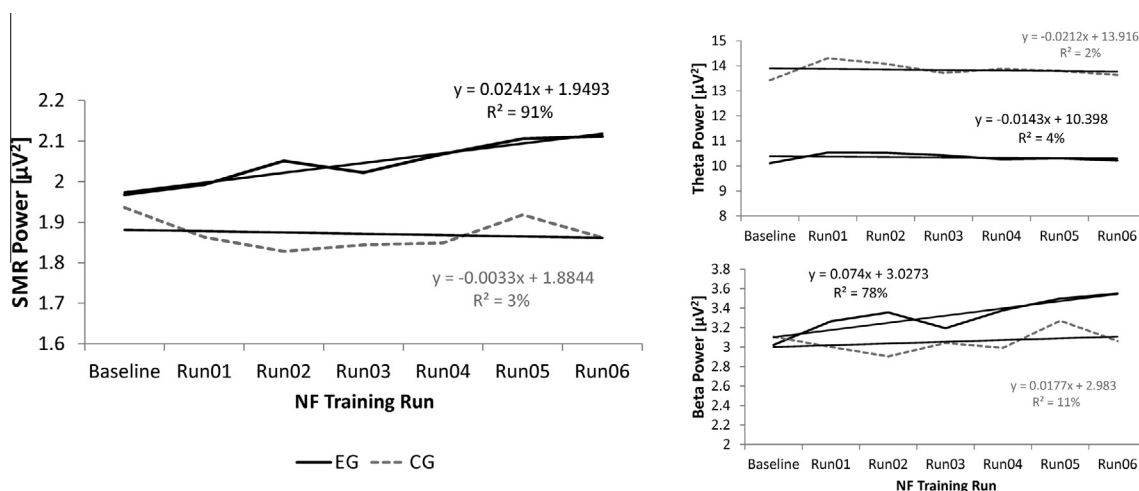 SMR Power [µV²]
2.2
2.1
2
1.9
1.8
1.7
1.6
y = 0.0241x + 1.9493
R² = 91%
y = -0.0033x + 1.8844
R² = 3%
Baseline Run01 Run02 Run03 Run04 Run05 Run06
NF Training Run
EG CG
Theta Power [µV²]
15
14
13
12
11
10
9
8
y = -0.0212x + 13.916
R² = 2%
y = -0.0143x + 10.398
R² = 4%
Baseline Run01 Run02 Run03 Run04 Run05 Run06
Beta Power [µV²]
3.8
3.6
3.4
3.2
3
2.8
2.6
2.4
2.2
2
y = 0.074x + 3.0273
R² = 78%
y = 0.0177x + 2.983
R² = 11%
Baseline Run01 Run02 Run03 Run04 Run05 Run06
NF Training Run